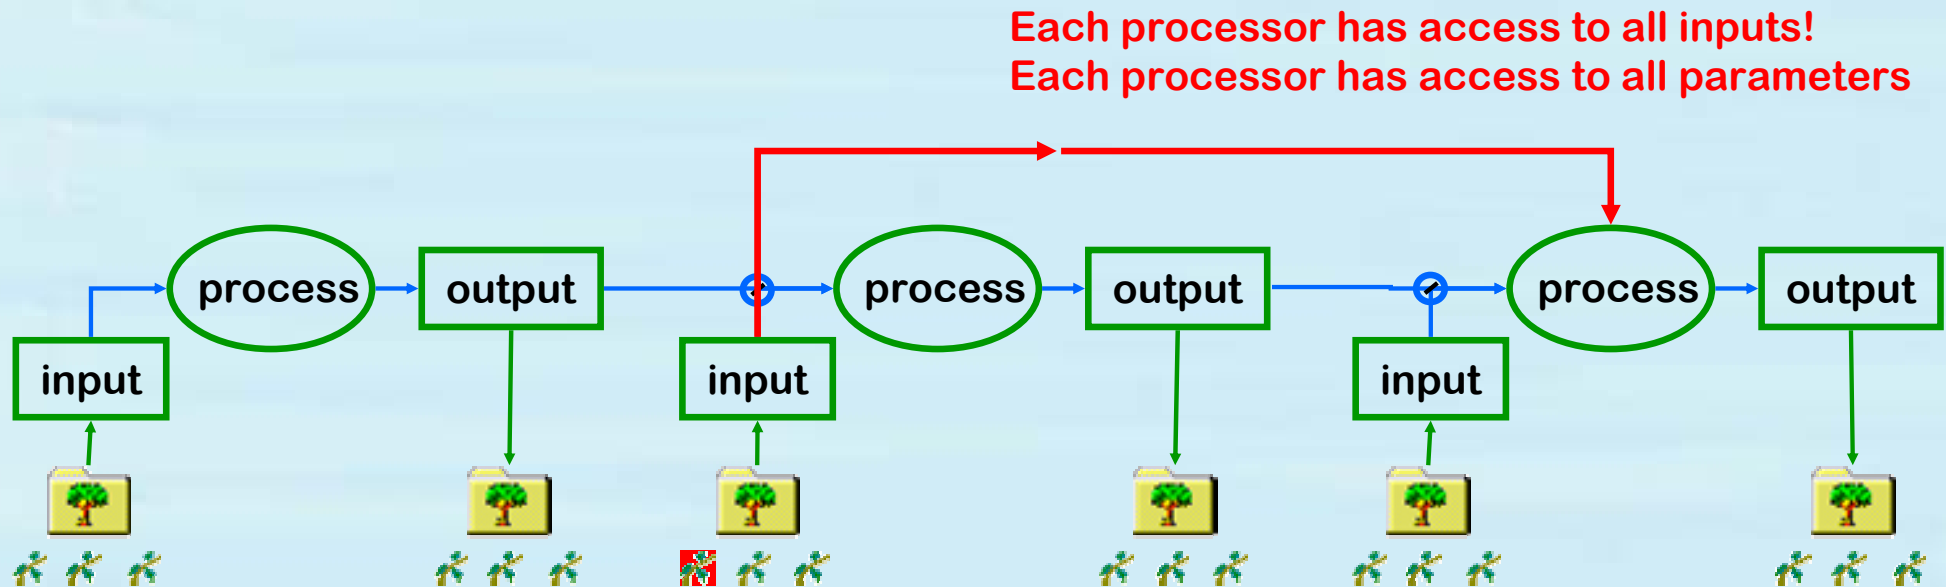 Each processor has access to all inputs!
Each processor has access to all parameters
process
output
process
output
process
output
input
input
input